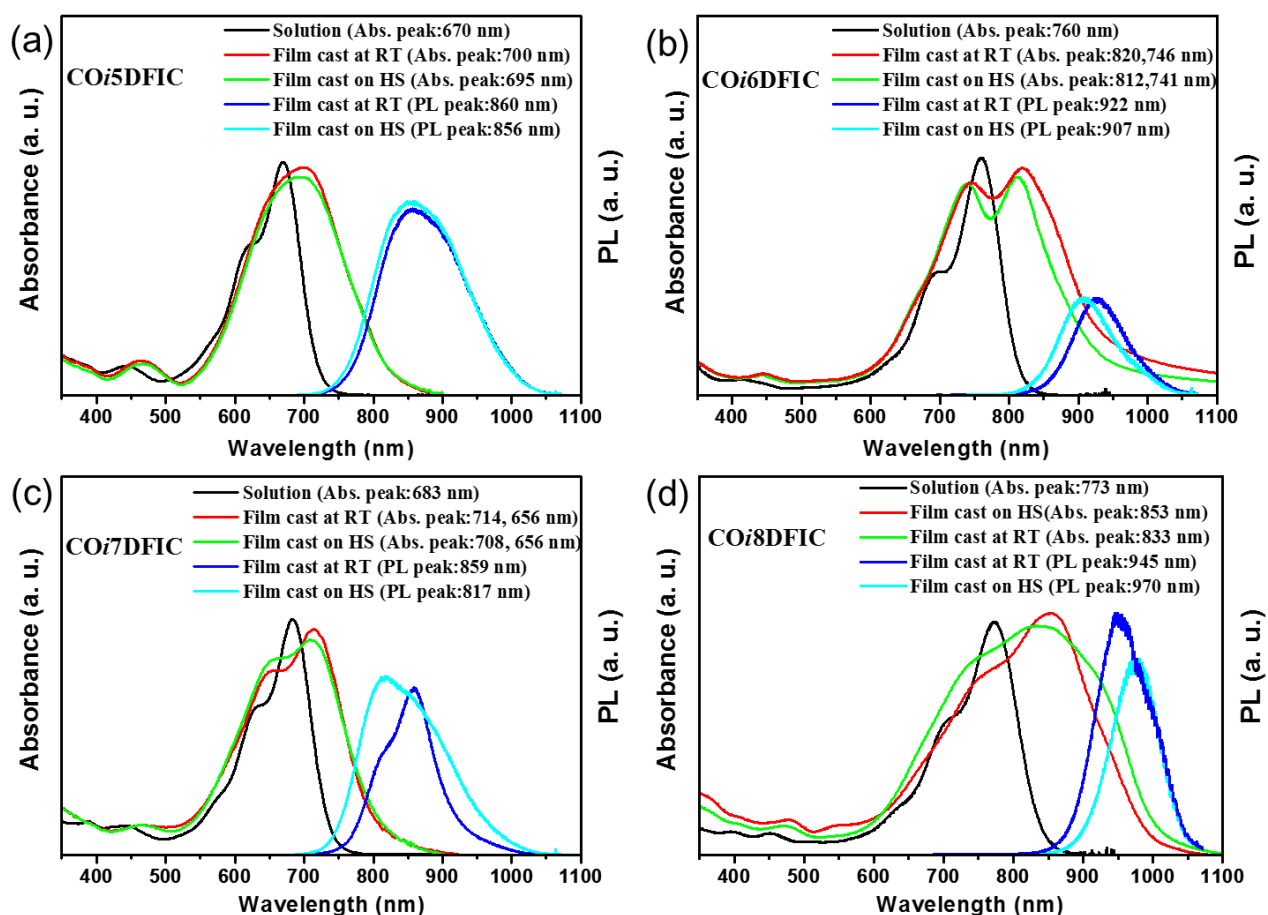 (a)
COi5DFIC
Solution (Abs. peak:670 nm)
Film cast at RT (Abs. peak:700 nm)
Film cast on HS (Abs. peak:695 nm)
Film cast at RT (PL peak:860 nm)
Film cast on HS (PL peak:856 nm)
Absorbance (a. u.)
PL (a. u.)
400 500 600 700 800 900 1000 1100
Wavelength (nm)
(b)
COi6DFIC
Solution (Abs. peak:760 nm)
Film cast at RT (Abs. peak:820,746 nm)
Film cast on HS (Abs. peak:812,741 nm)
Film cast at RT (PL peak:922 nm)
Film cast on HS (PL peak:907 nm)
Absorbance (a. u.)
PL (a. u.)
400 500 600 700 800 900 1000 1100
Wavelength (nm)
(c)
COi7DFIC
Solution (Abs. peak:683 nm)
Film cast at RT (Abs. peak:714, 656 nm)
Film cast on HS (Abs. peak:708, 656 nm)
Film cast at RT (PL peak:859 nm)
Film cast on HS (PL peak:817 nm)
Absorbance (a. u.)
PL (a. u.)
400 500 600 700 800 900 1000 1100
Wavelength (nm)
(d)
COi8DFIC
Solution (Abs. peak:773 nm)
Film cast on HS(Abs. peak:853 nm)
Film cast at RT (Abs. peak:833 nm)
Film cast at RT (PL peak:945 nm)
Film cast on HS (PL peak:970 nm)
Absorbance (a. u.)
PL (a. u.)
400 500 600 700 800 900 1000 1100
Wavelength (nm)